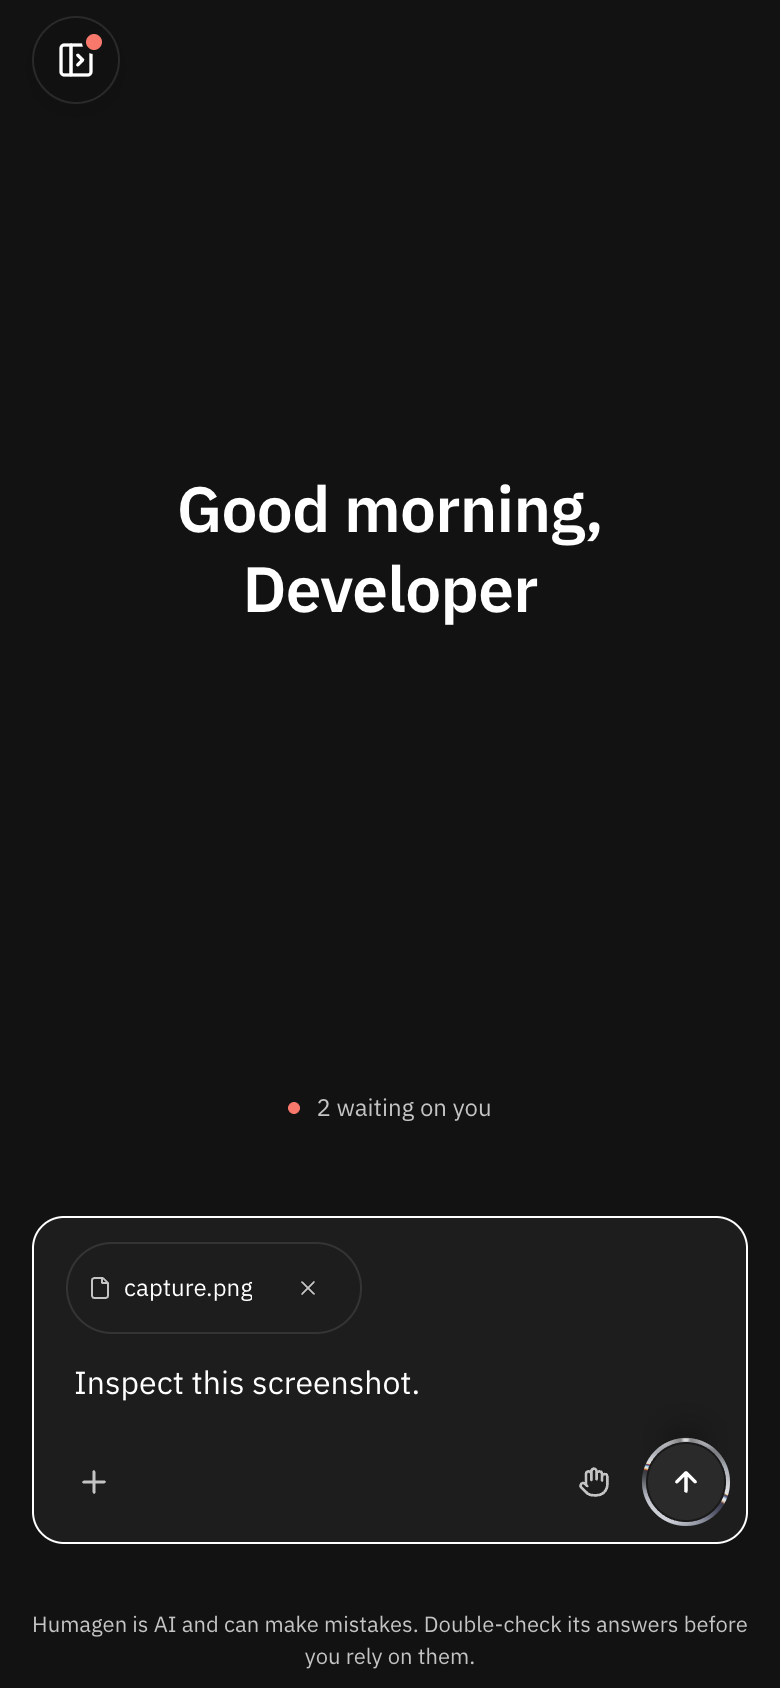 Good morning,
Developer
2 waiting on you
capture.png
Inspect this screenshot.
Humagen is AI and can make mistakes. Double-check its answers before
you rely on them.